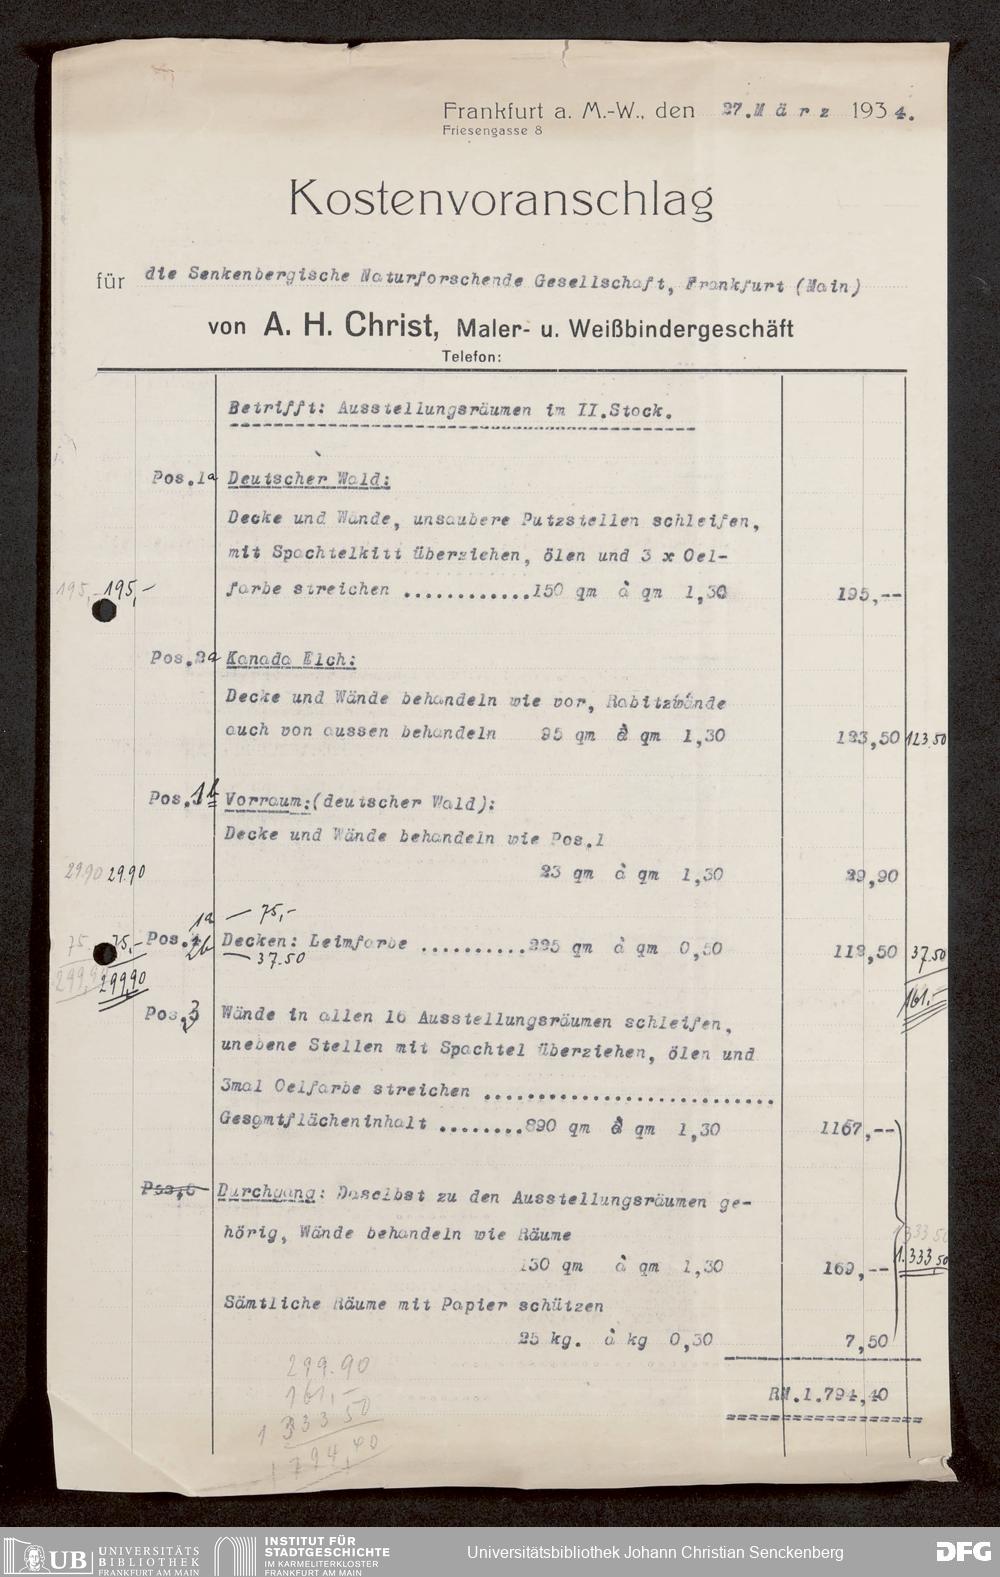 Frankfurt a. M.-W., den 27.März 1934.
Friesengasse 8
Kostenvoranschlag
für die Senkenbergische Naturforschende Gesellschaft, Frankfurt (Main)
von A. H. Christ, Maler- u. Weißbindergeschäft
Telefon:
Betrifft: Ausstellungsräumen im II.Stock.
Pos.1a Deutscher Wald:
Decke und Wände, unsaubere Putzstellen schleifen,
mit Spachtelkitt überziehen, ölen und 3 x Oel-
195,- 195,- farbe streichen ............150 qm à qm 1,30 195,--
Pos.2a Kanada Elch:
Decke und Wände behandeln wie vor, Rabitzwände
auch von aussen behandeln 95 qm à qm 1,30 123,50 123.50
Pos. 1b Vorraum:(deutscher Wald):
Decke und Wände behandeln wie Pos.1
29.90 29.90 23 qm à qm 1,30 29,90
1a — 75,-
75.- 75,- Pos. 2b Decken: Leimfarbe ..........225 qm à qm 0,50 112,50 37.50
— 37.50
299,90 299,90 161.-
Pos. 3 Wände in allen 16 Ausstellungsräumen schleifen,
unebene Stellen mit Spachtel überziehen, ölen und
3mal Oelfarbe streichen ...........................
Gesamtflächeninhalt ........890 qm à qm 1,30 1157,--
Pos.6 Durchgang: Daselbst zu den Ausstellungsräumen ge-
hörig, Wände behandeln wie Räume 1333 50
130 qm à qm 1,30 169,-- 1.333,50
Sämtliche Räume mit Papier schützen
25 kg. à kg 0,30 7,50
299.90
161,-
RM.1.794,40
1 333 50
1794,40
UB UNIVERSITÄTS
BIBLIOTHEK
FRANKFURT AM MAIN
INSTITUT FÜR
STADTGESCHICHTE
IM KARMELITERKLOSTER
FRANKFURT AM MAIN
Universitätsbibliothek Johann Christian Senckenberg
DFG